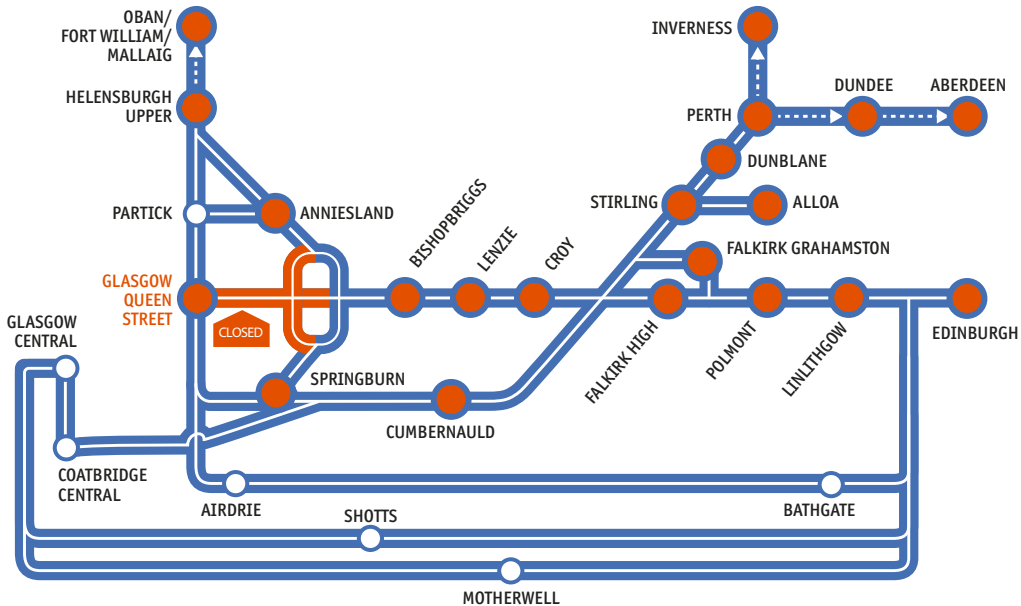 OBAN/
FORT WILLIAM/
MALLAIG
INVERNESS
HELENSBURGH
UPPER
DUNDEE
ABERDEEN
PERTH
DUNBLANE
PARTICK
ANNIESLAND
BISHOPBRIGGS
LENZIE
CROY
STIRLING
ALLOA
FALKIRK GRAHAMSTON
GLASGOW
QUEEN
STREET
GLASGOW
CENTRAL
CLOSED
FALKIRK HIGH
POLMONT
LINLITHGOW
EDINBURGH
SPRINGBURN
CUMBERNAULD
COATBRIDGE
CENTRAL
AIRDRIE
BATHGATE
SHOTTS
MOTHERWELL